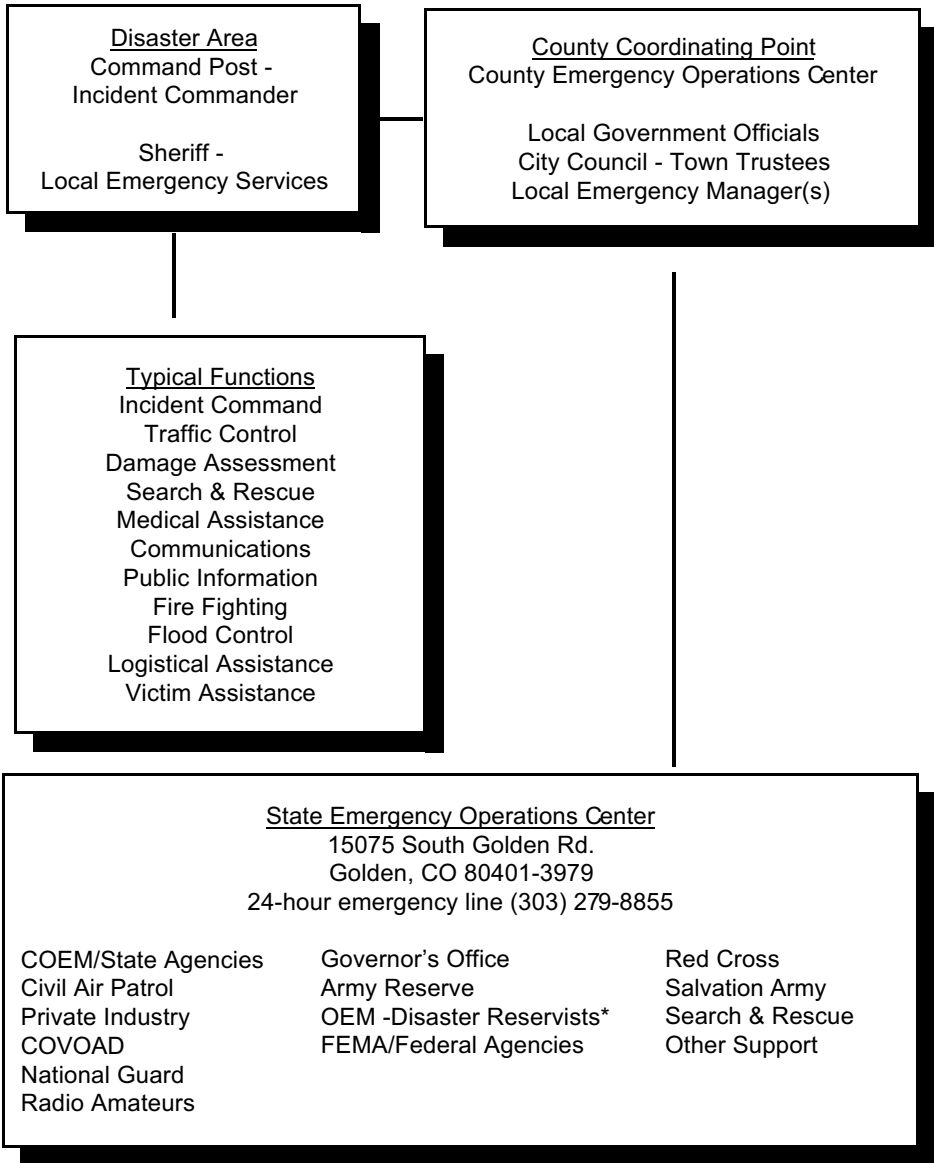 Disaster Area
Command Post -
Incident Commander
Sheriff -
Local Emergency Services
County Coordinating Point
County Emergency Operations Center
Local Government Officials
City Council - Town Trustees
Local Emergency Manager(s)
Typical Functions
Incident Command
Traffic Control
Damage Assessment
Search & Rescue
Medical Assistance
Communications
Public Information
Fire Fighting
Flood Control
Logistical Assistance
Victim Assistance
State Emergency Operations Center
15075 South Golden Rd.
Golden, CO 80401-3979
24-hour emergency line (303) 279-8855
COEM/State Agencies
Civil Air Patrol
Private Industry
COVOAD
National Guard
Radio Amateurs
Governor's Office
Army Reserve
OEM -Disaster Reservists*
FEMA/Federal Agencies
Red Cross
Salvation Army
Search & Rescue
Other Support